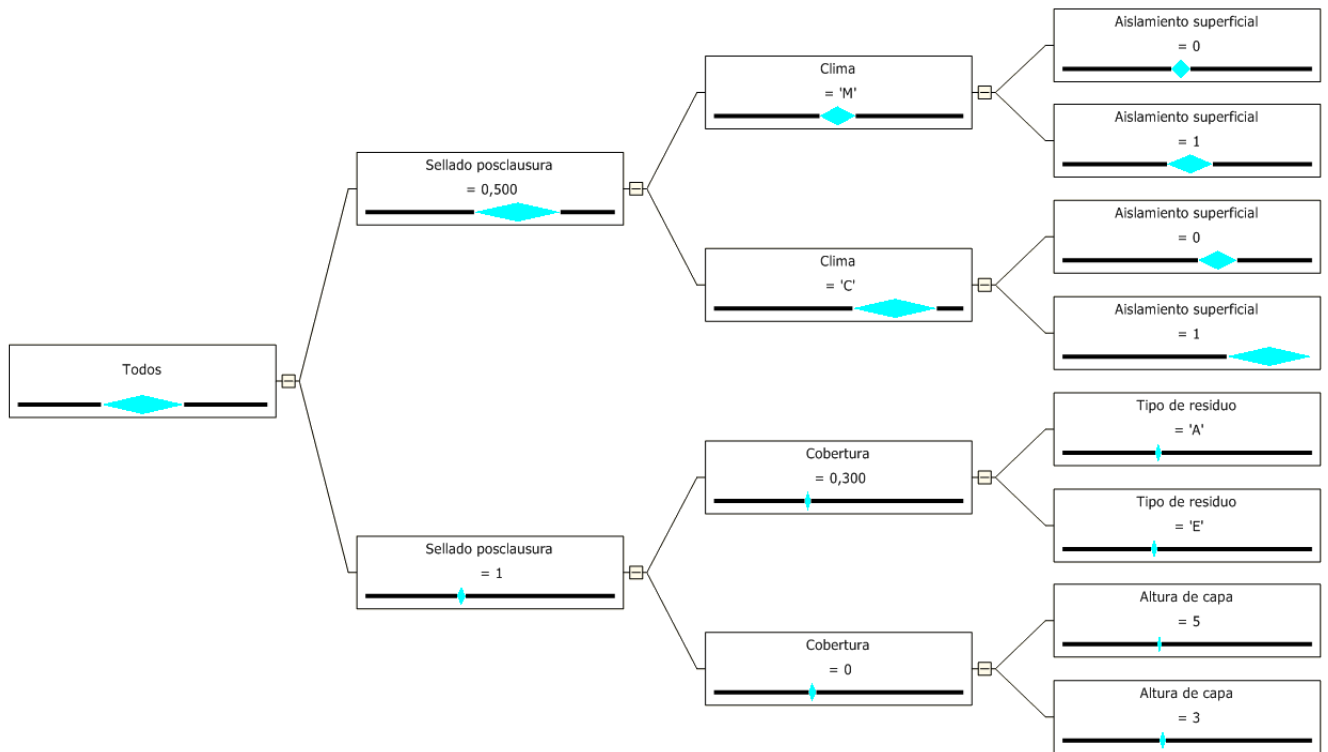 Todos
Sellado posclausura
= 0,500
Sellado posclausura
= 1
Clima
= 'M'
Clima
= 'C'
Cobertura
= 0,300
Cobertura
= 0
Aislamiento superficial
= 0
Aislamiento superficial
= 1
Aislamiento superficial
= 0
Aislamiento superficial
= 1
Tipo de residuo
= 'A'
Tipo de residuo
= 'E'
Altura de capa
= 5
Altura de capa
= 3